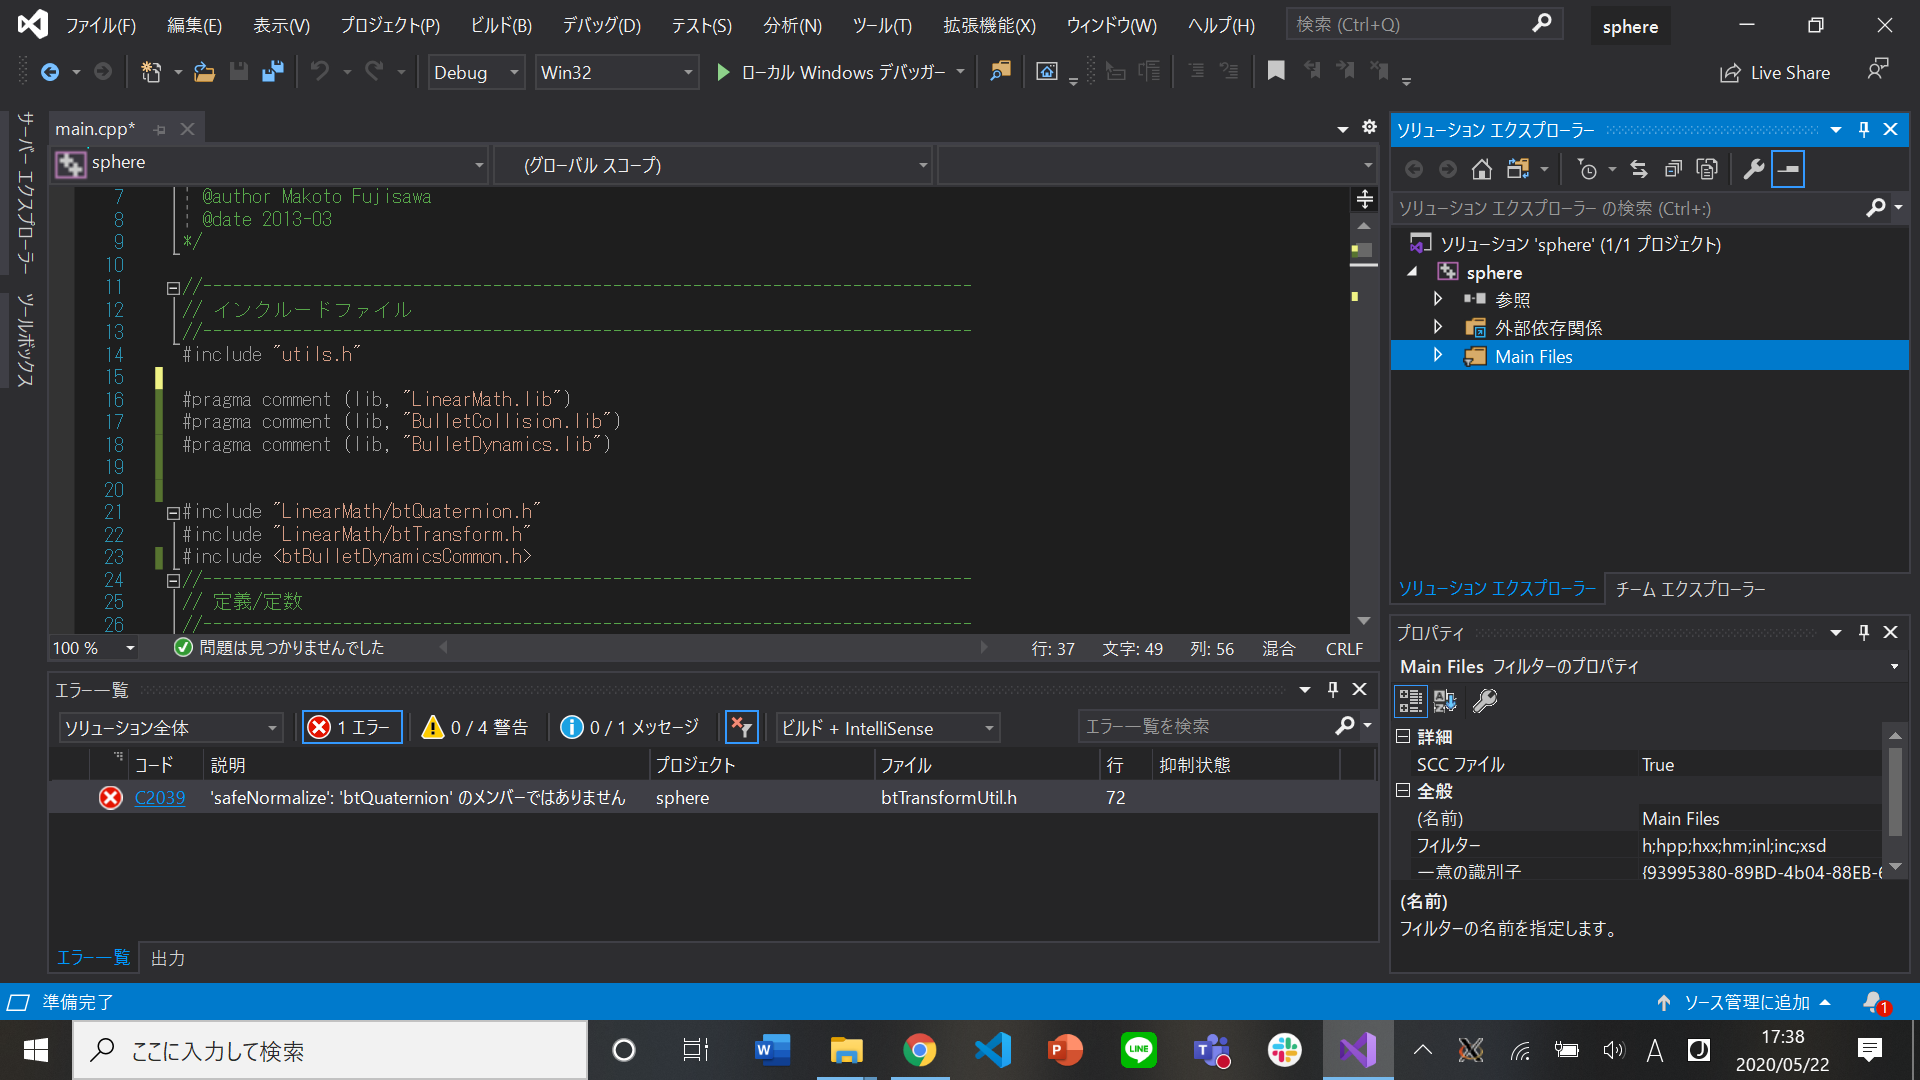 ファイル(F) 編集(E) 表示(V) プロジェクト(P) ビルド(B) デバッグ(D) テスト(S) 分析(N) ツール(T) 拡張機能(X) ウィンドウ(W) ヘルプ(H) 検索 (Ctrl+Q) sphere
Debug Win32 ローカル Windows デバッガー Live Share
サーバー エクスプローラー
ツールボックス
main.cpp*
sphere (グローバル スコープ)
7 @author Makoto Fujisawa
8 @date 2013-03
9 */
10
11 //-----------------------------------------------------------------------------
12 // インクルードファイル
13 //-----------------------------------------------------------------------------
14 #include "utils.h"
15
16 #pragma comment (lib, "LinearMath.lib")
17 #pragma comment (lib, "BulletCollision.lib")
18 #pragma comment (lib, "BulletDynamics.lib")
19
20
21 #include "LinearMath/btQuaternion.h"
22 #include "LinearMath/btTransform.h"
23 #include <btBulletDynamicsCommon.h>
24 //-----------------------------------------------------------------------------
25 // 定義/定数
26 //-----------------------------------------------------------------------------
100 % 問題は見つかりませんでした 行: 37 文字: 49 列: 56 混合 CRLF
エラー一覧
ソリューション全体 1 エラー 0 / 4 警告 0 / 1 メッセージ ビルド + IntelliSense エラー一覧を検索
コード 説明 プロジェクト ファイル 行 抑制状態
C2039 'safeNormalize': 'btQuaternion' のメンバーではありません sphere btTransformUtil.h 72
エラー一覧 出力
ソリューション エクスプローラー
ソリューション エクスプローラー の検索 (Ctrl+:)
ソリューション 'sphere' (1/1 プロジェクト)
sphere
参照
外部依存関係
Main Files
ソリューション エクスプローラー チーム エクスプローラー
プロパティ
Main Files フィルターのプロパティ
詳細
SCC ファイル True
全般
(名前) Main Files
フィルター h;hpp;hxx;hm;inl;inc;xsd
一意の識別子 {93995380-89BD-4b04-88EB-6
(名前)
フィルターの名前を指定します。
準備完了 ソース管理に追加 1
ここに入力して検索 A 17:38
2020/05/22